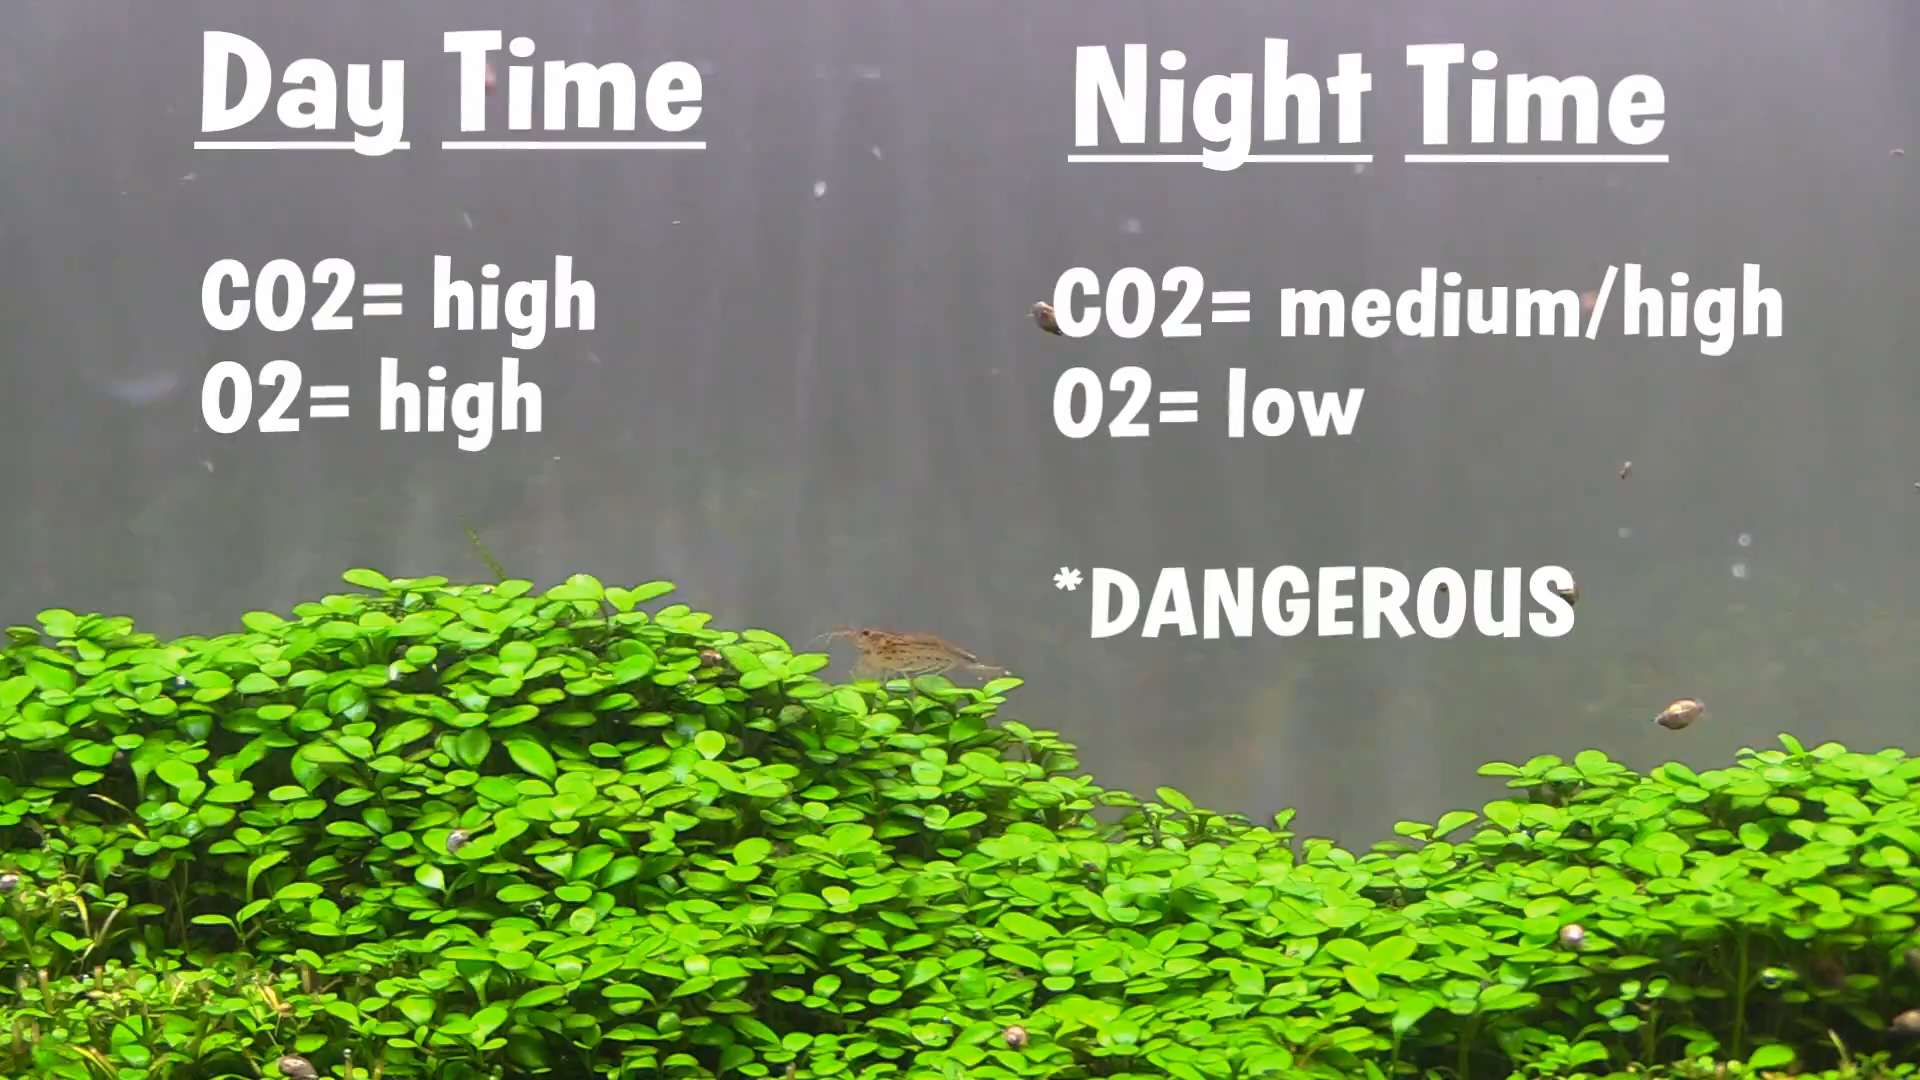 Day Time
CO2= high
O2= high
Night Time
CO2= medium/high
O2= low
*DANGEROUS